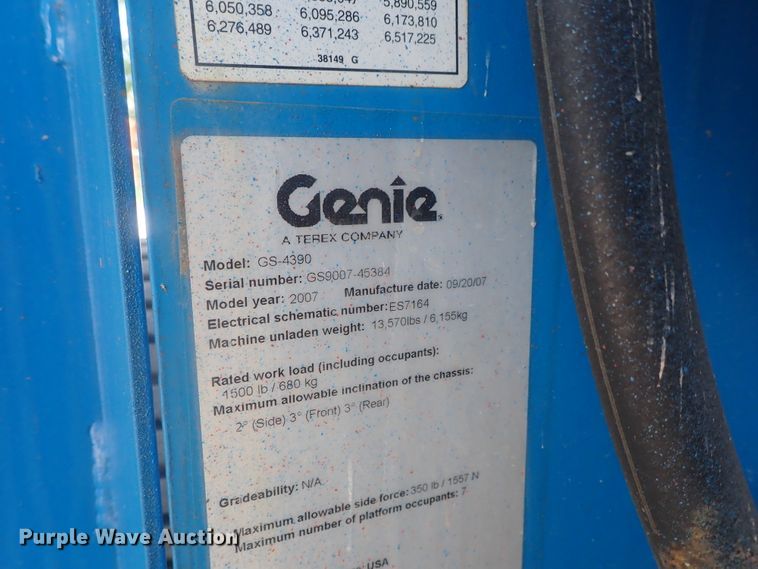 5,890,559
6,050,358 6,095,286 6,173,810
6,276,489 6,371,243 6,517,225
38149 G
Genie
A TEREX COMPANY
Model: GS-4390
Serial number: GS9007-45384
Model year: 2007 Manufacture date: 09/20/07
Electrical schematic number: ES7164
Machine unladen weight: 13,570lbs / 6,155kg
Rated work load (including occupants):
1500 lb / 680 kg
Maximum allowable inclination of the chassis:
2° (Side) 3° (Front) 3° (Rear)
Gradeability: N/A
Maximum allowable side force: 350 lb / 1557 N
Maximum number of platform occupants: 7
USA
Purple Wave Auction